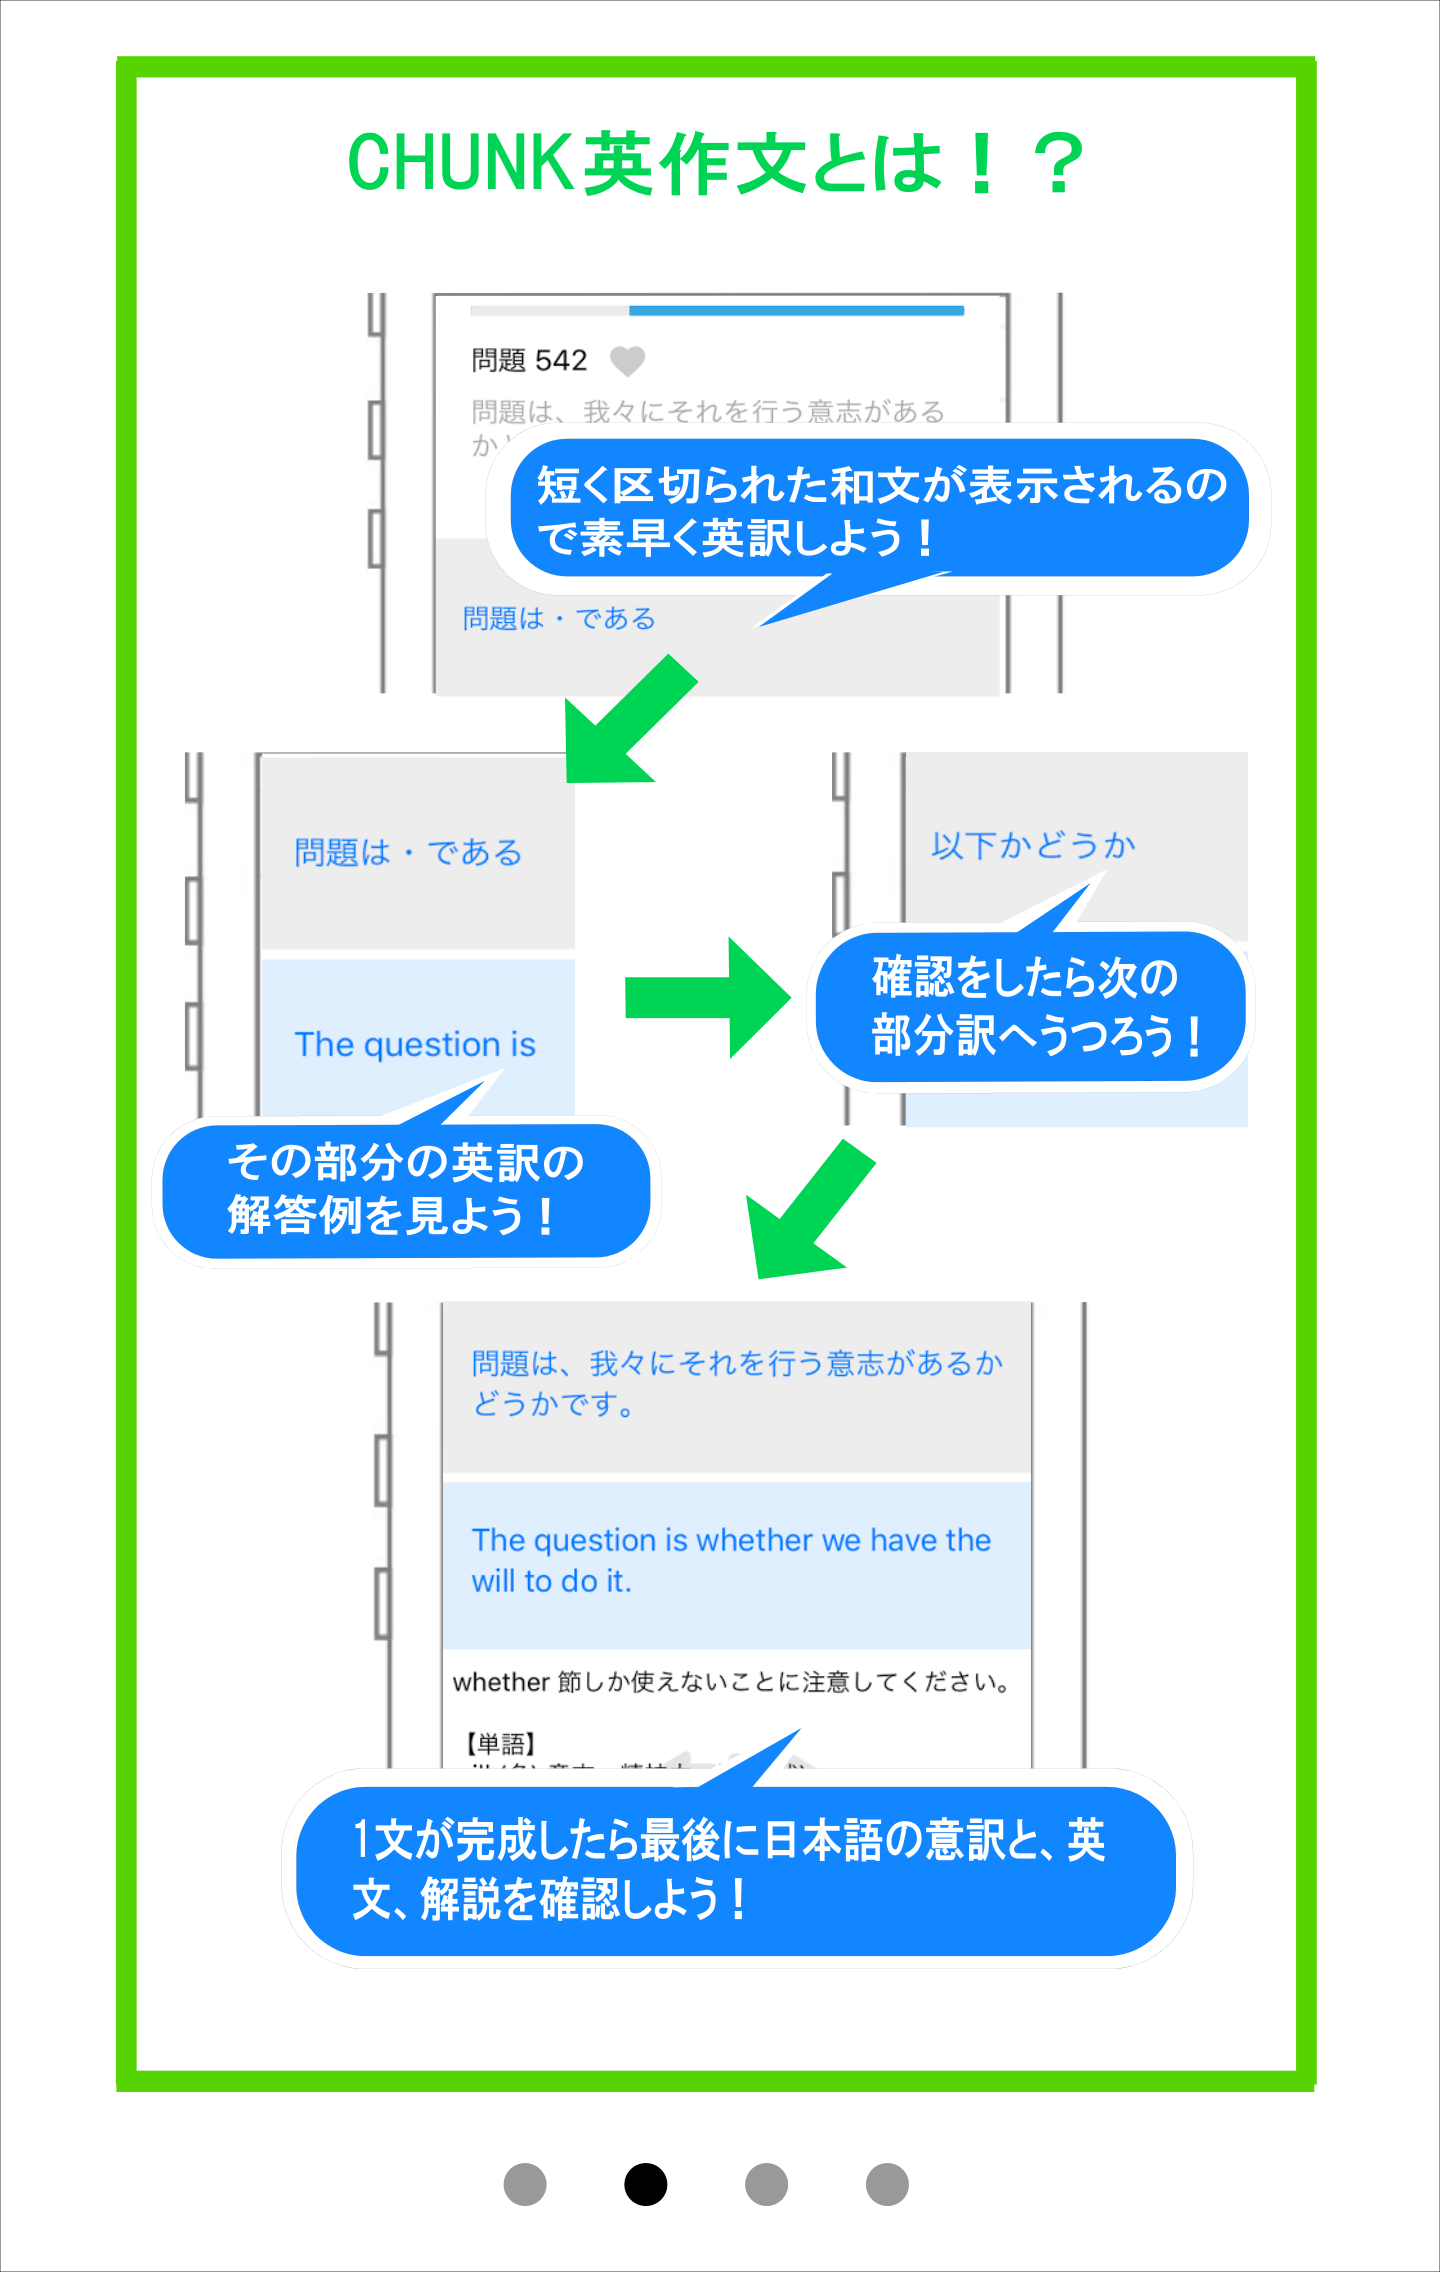 CHUNK英作文とは！？
問題 542
問題は、我々にそれを行う意志がある
か
短く区切られた和文が表示されるの
で素早く英訳しよう！
問題は・である
問題は・である
The question is
その部分の英訳の
解答例を見よう！
以下かどうか
確認をしたら次の
部分訳へうつろう！
問題は、我々にそれを行う意志があるか
どうかです。
The question is whether we have the
will to do it.
whether 節しか使えないことに注意してください。
【単語】
1文が完成したら最後に日本語の意訳と、英
文、解説を確認しよう！